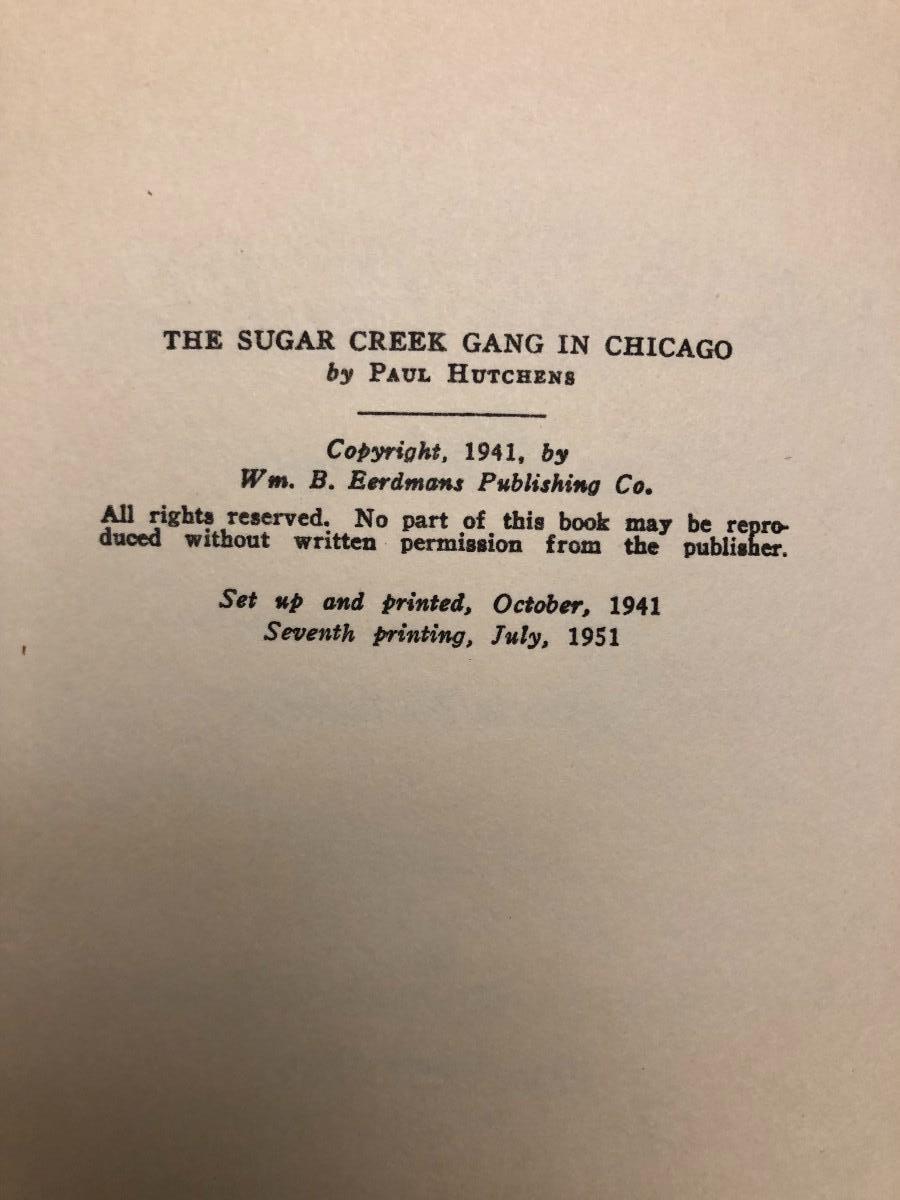 THE SUGAR CREEK GANG IN CHICAGO
by PAUL HUTCHENS
Copyright, 1941, by
Wm. B. Eerdmans Publishing Co.
All rights reserved. No part of this book may be repro-
duced without written permission from the publisher.
Set up and printed, October, 1941
Seventh printing, July, 1951